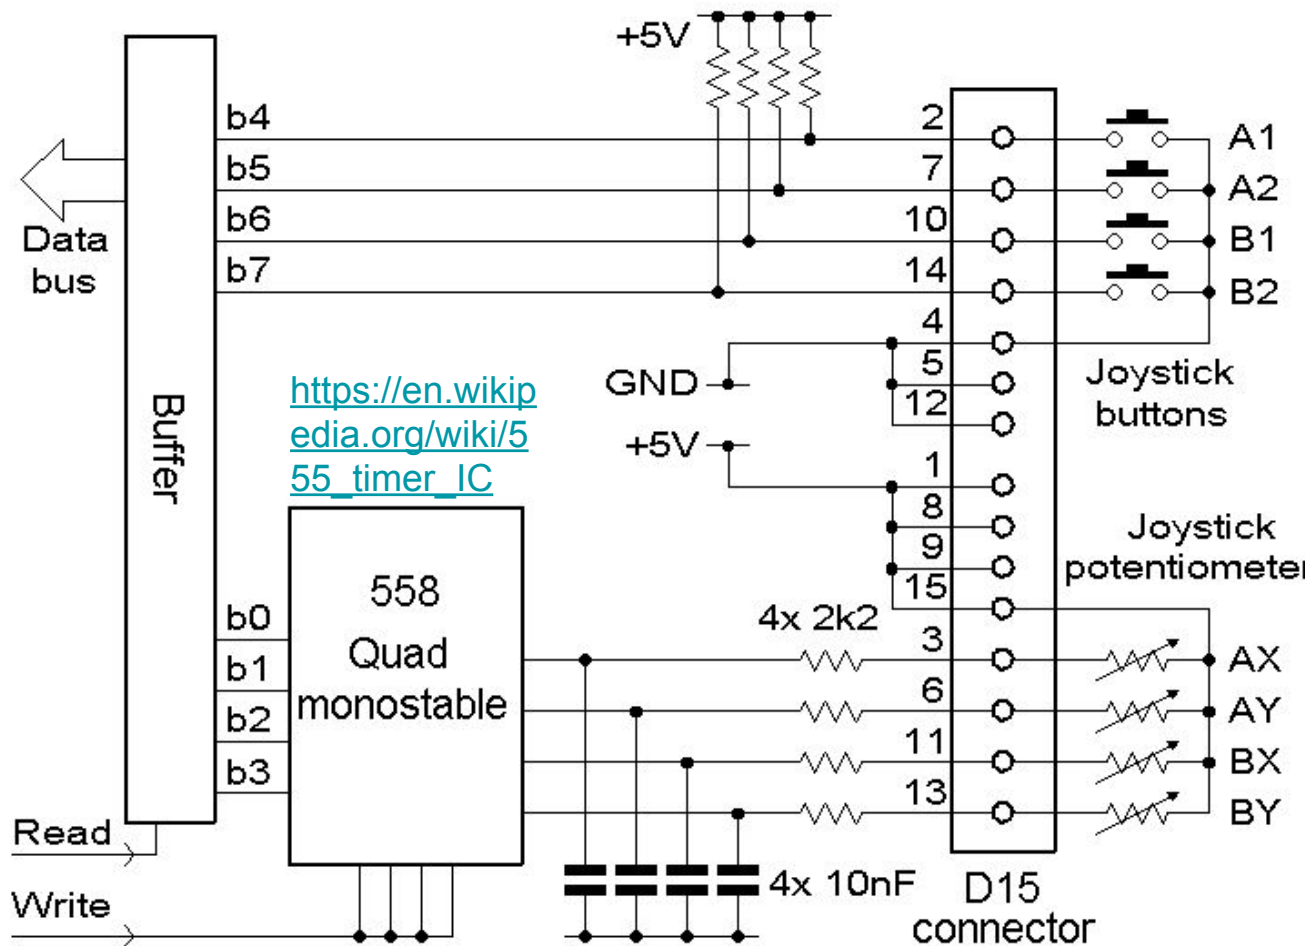 +5V
b4
2
A1
b5
7
A2
b6
10
B1
b7
14
B2
Data
bus
4
5
12
GND
Joystick
buttons
https://en.wikip
edia.org/wiki/5
55_timer_IC
Buffer
+5V
1
8
9
15
Joystick
potentiometer
558
Quad
monostable
b0
b1
b2
b3
4x 2k2
3
AX
6
AY
11
BX
13
BY
Read
Write
4x 10nF
D15
connector